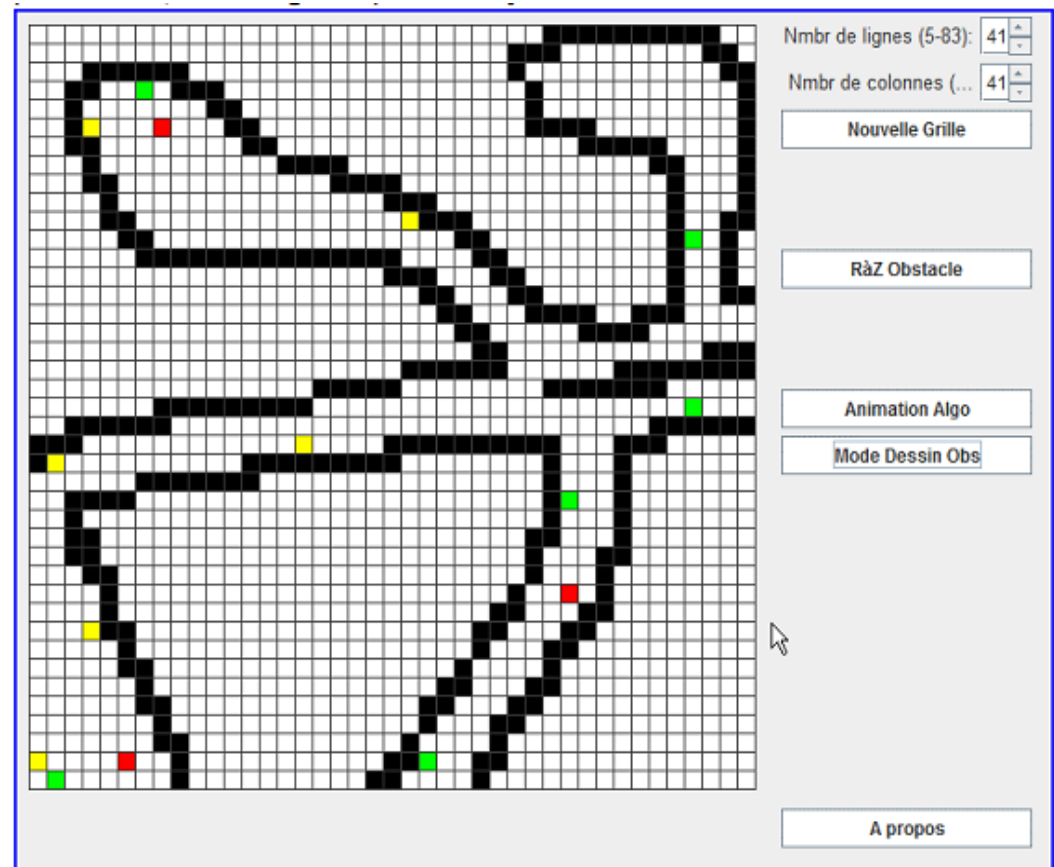 Nmbr de lignes (5-83): 41
Nmbr de colonnes (... 41
Nouvelle Grille
RàZ Obstacle
Animation Algo
Mode Dessin Obs
A propos